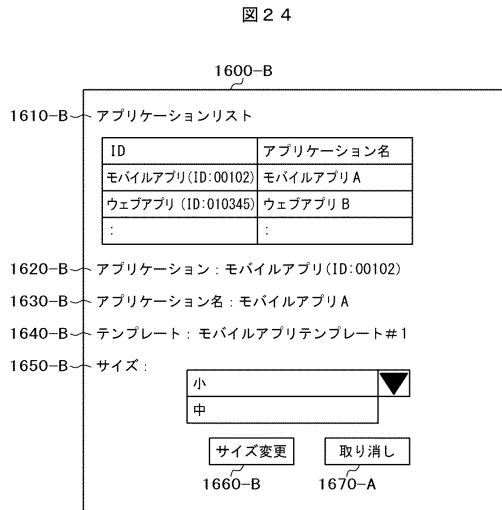 図２４
1600-B
1610-B アプリケーションリスト
ID アプリケーション名
モバイルアプリ(ID:00102) モバイルアプリA
ウェブアプリ(ID:010345) ウェブアプリB
: :
1620-B アプリケーション：モバイルアプリ(ID:00102)
1630-B アプリケーション名：モバイルアプリA
1640-B テンプレート：モバイルアプリテンプレート#1
1650-B サイズ：
小
中
サイズ変更 取り消し
1660-B 1670-A